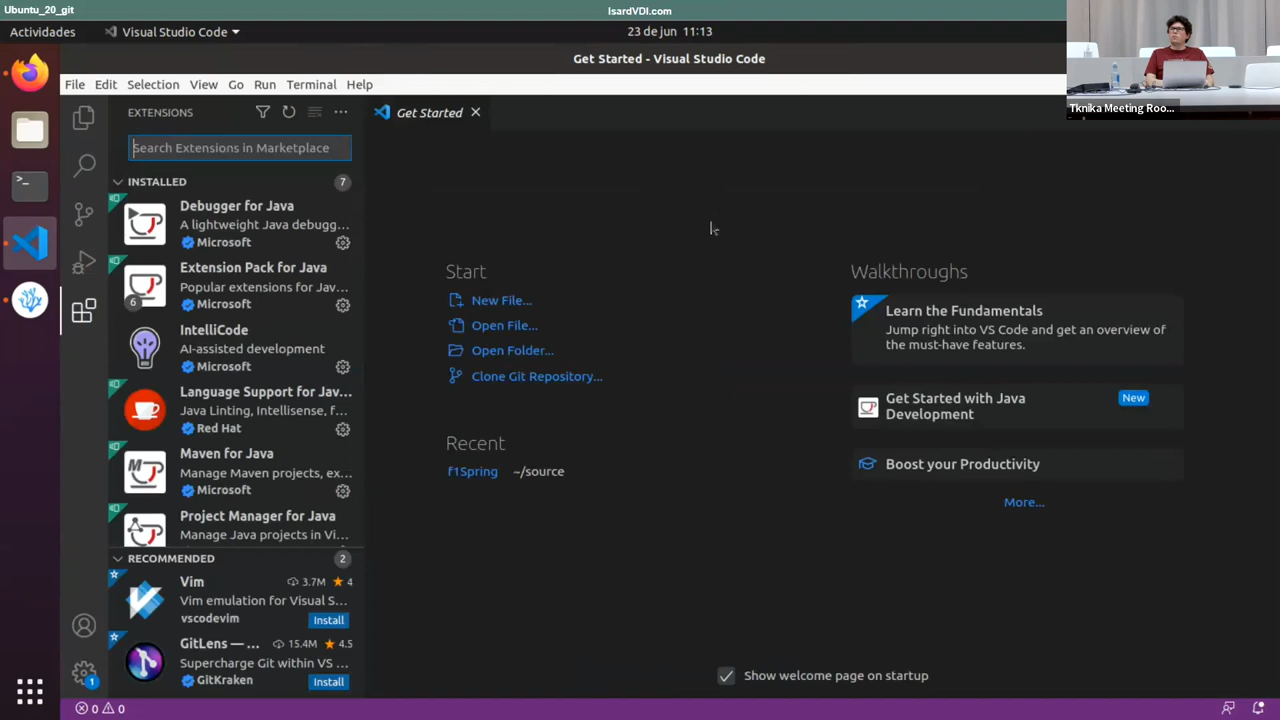 Ubuntu_20_git
IsardVDI.com
Actividades
Visual Studio Code
23 de jun 11:13
Get Started - Visual Studio Code
Tknika Meeting Roo...
File Edit Selection View Go Run Terminal Help
EXTENSIONS
Get Started
Search Extensions in Marketplace
INSTALLED 7
Debugger for Java
A lightweight Java debugg...
Microsoft
Extension Pack for Java
Popular extensions for Jav...
6 Microsoft
IntelliCode
AI-assisted development
Microsoft
Language Support for Jav...
Java Linting, Intellisense, f...
Red Hat
Maven for Java
Manage Maven projects, ex...
Microsoft
Project Manager for Java
Manage Java projects in Vi...
RECOMMENDED 2
Vim 3.7M 4
Vim emulation for Visual S...
vscodevim Install
GitLens — ... 15.4M 4.5
Supercharge Git within VS ...
GitKraken Install
Start
New File...
Open File...
Open Folder...
Clone Git Repository...
Recent
f1Spring ~/source
Walkthroughs
Learn the Fundamentals
Jump right into VS Code and get an overview of
the must-have features.
Get Started with Java
Development
New
Boost your Productivity
More...
Show welcome page on startup
1
0 0